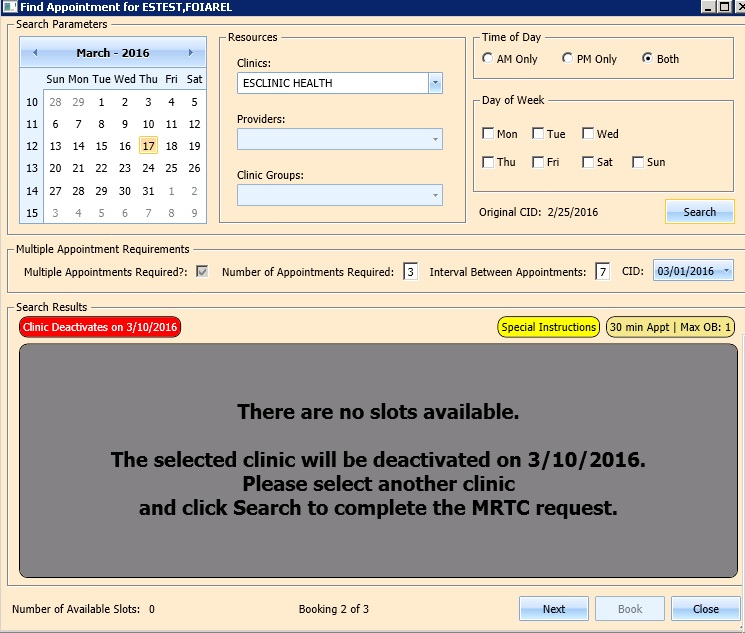 Find Appointment for ESTEST,FOIAREL
Search Parameters
March - 2016
Sun Mon Tue Wed Thu Fri Sat
10 28 29 1 2 3 4 5
11 6 7 8 9 10 11 12
12 13 14 15 16 17 18 19
13 20 21 22 23 24 25 26
14 27 28 29 30 31 1 2
15 3 4 5 6 7 8 9
Resources
Clinics:
ESCLINIC HEALTH
Providers:
Clinic Groups:
Time of Day
AM Only PM Only Both
Day of Week
Mon Tue Wed
Thu Fri Sat Sun
Original CID: 2/25/2016 Search
Multiple Appointment Requirements
Multiple Appointments Required?: Number of Appointments Required: 3 Interval Between Appointments: 7 CID: 03/01/2016
Search Results
Clinic Deactivates on 3/10/2016 Special Instructions 30 min Appt | Max OB: 1
There are no slots available.
The selected clinic will be deactivated on 3/10/2016.
Please select another clinic
and click Search to complete the MRTC request.
Number of Available Slots: 0 Booking 2 of 3 Next Book Close